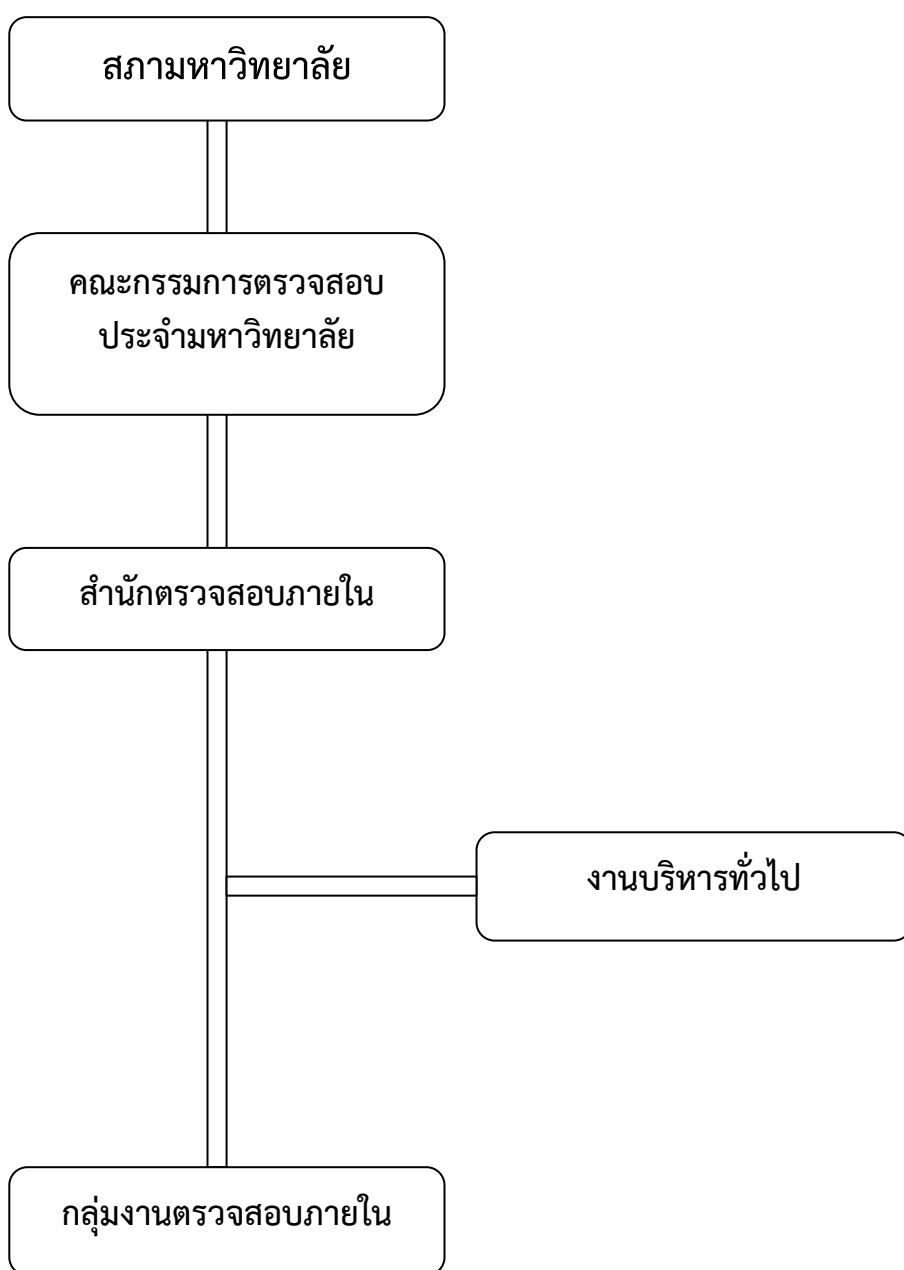 สภามหาวิทยาลัย
คณะกรรมการตรวจสอบ
ประจำมหาวิทยาลัย
สำนักตรวจสอบภายใน
งานบริหารทั่วไป
กลุ่มงานตรวจสอบภายใน